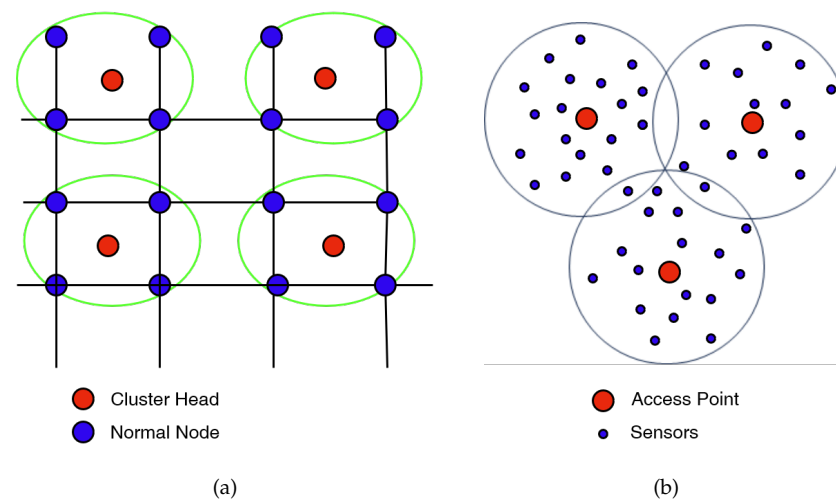 Cluster Head
Normal Node
(a)
Access Point
Sensors
(b)